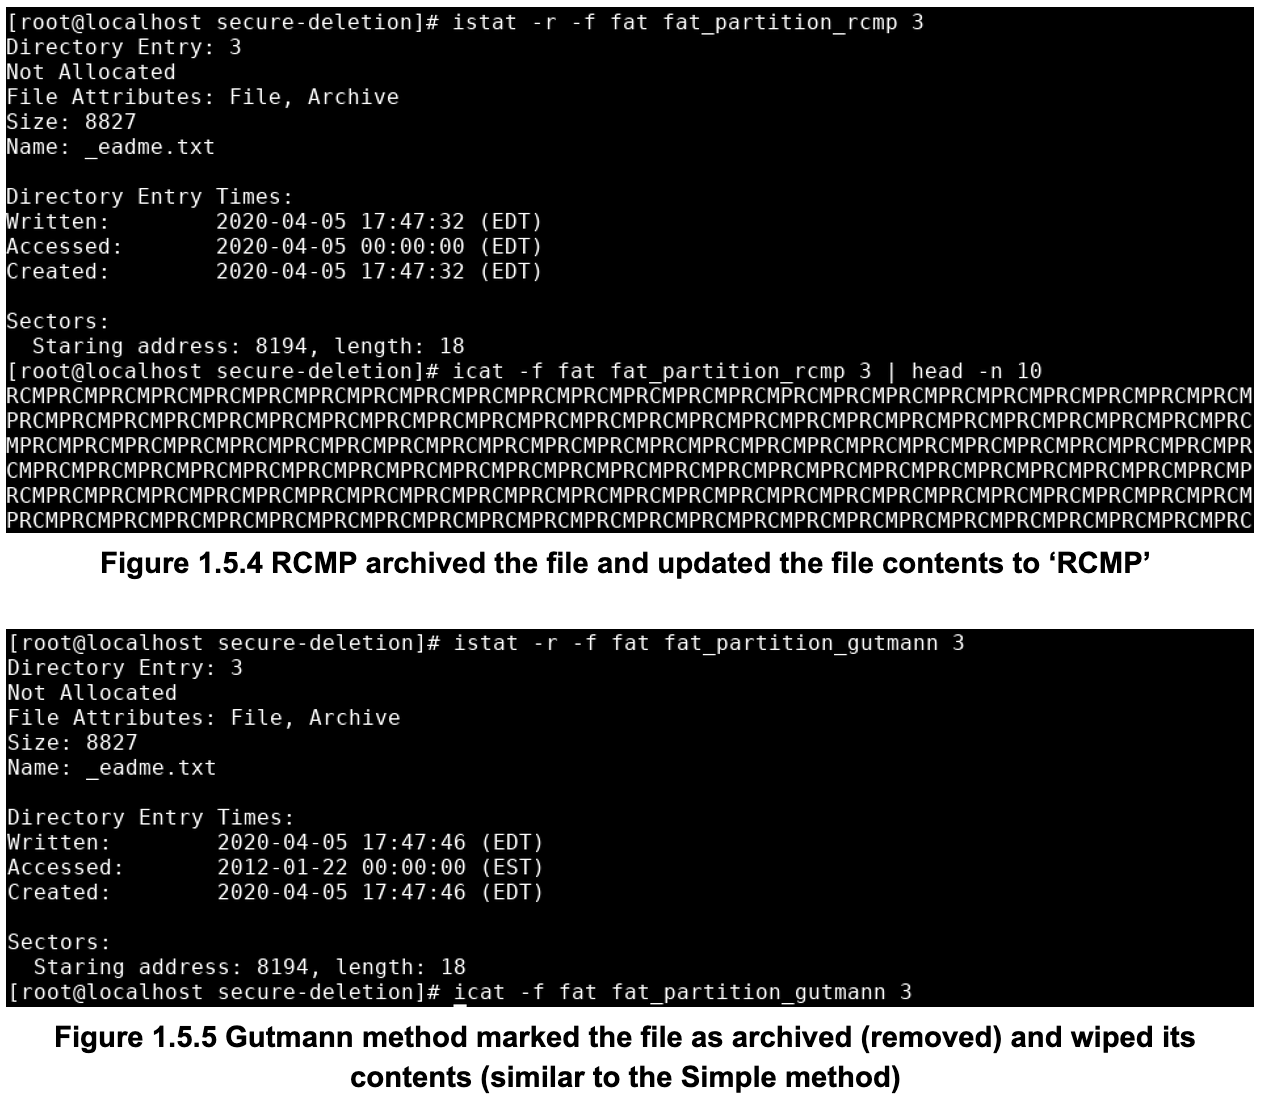 [root@localhost secure-deletion]# istat -r -f fat fat_partition_rcmp 3
Directory Entry: 3
Not Allocated
File Attributes: File, Archive
Size: 8827
Name: _eadme.txt
Directory Entry Times:
Written:        2020-04-05 17:47:32 (EDT)
Accessed:       2020-04-05 00:00:00 (EDT)
Created:        2020-04-05 17:47:32 (EDT)
Sectors:
  Staring address: 8194, length: 18
[root@localhost secure-deletion]# icat -f fat fat_partition_rcmp 3 | head -n 10
RCMPRCMPRCMPRCMPRCMPRCMPRCMPRCMPRCMPRCMPRCMPRCMPRCMPRCMPRCMPRCMPRCMPRCMPRCMPRCMPRCMPRCMPRCMPRCM
PRCMPRCMPRCMPRCMPRCMPRCMPRCMPRCMPRCMPRCMPRCMPRCMPRCMPRCMPRCMPRCMPRCMPRCMPRCMPRCMPRCMPRCMPRCMPRC
MPRCMPRCMPRCMPRCMPRCMPRCMPRCMPRCMPRCMPRCMPRCMPRCMPRCMPRCMPRCMPRCMPRCMPRCMPRCMPRCMPRCMPRCMPRCMPR
CMPRCMPRCMPRCMPRCMPRCMPRCMPRCMPRCMPRCMPRCMPRCMPRCMPRCMPRCMPRCMPRCMPRCMPRCMPRCMPRCMPRCMPRCMPRCMP
RCMPRCMPRCMPRCMPRCMPRCMPRCMPRCMPRCMPRCMPRCMPRCMPRCMPRCMPRCMPRCMPRCMPRCMPRCMPRCMPRCMPRCMPRCMPRCM
PRCMPRCMPRCMPRCMPRCMPRCMPRCMPRCMPRCMPRCMPRCMPRCMPRCMPRCMPRCMPRCMPRCMPRCMPRCMPRCMPRCMPRCMPRCMPRC
Figure 1.5.4 RCMP archived the file and updated the file contents to ‘RCMP’
[root@localhost secure-deletion]# istat -r -f fat fat_partition_gutmann 3
Directory Entry: 3
Not Allocated
File Attributes: File, Archive
Size: 8827
Name: _eadme.txt
Directory Entry Times:
Written:        2020-04-05 17:47:46 (EDT)
Accessed:       2012-01-22 00:00:00 (EST)
Created:        2020-04-05 17:47:46 (EDT)
Sectors:
  Staring address: 8194, length: 18
[root@localhost secure-deletion]# icat -f fat fat_partition_gutmann 3
Figure 1.5.5 Gutmann method marked the file as archived (removed) and wiped its
contents (similar to the Simple method)